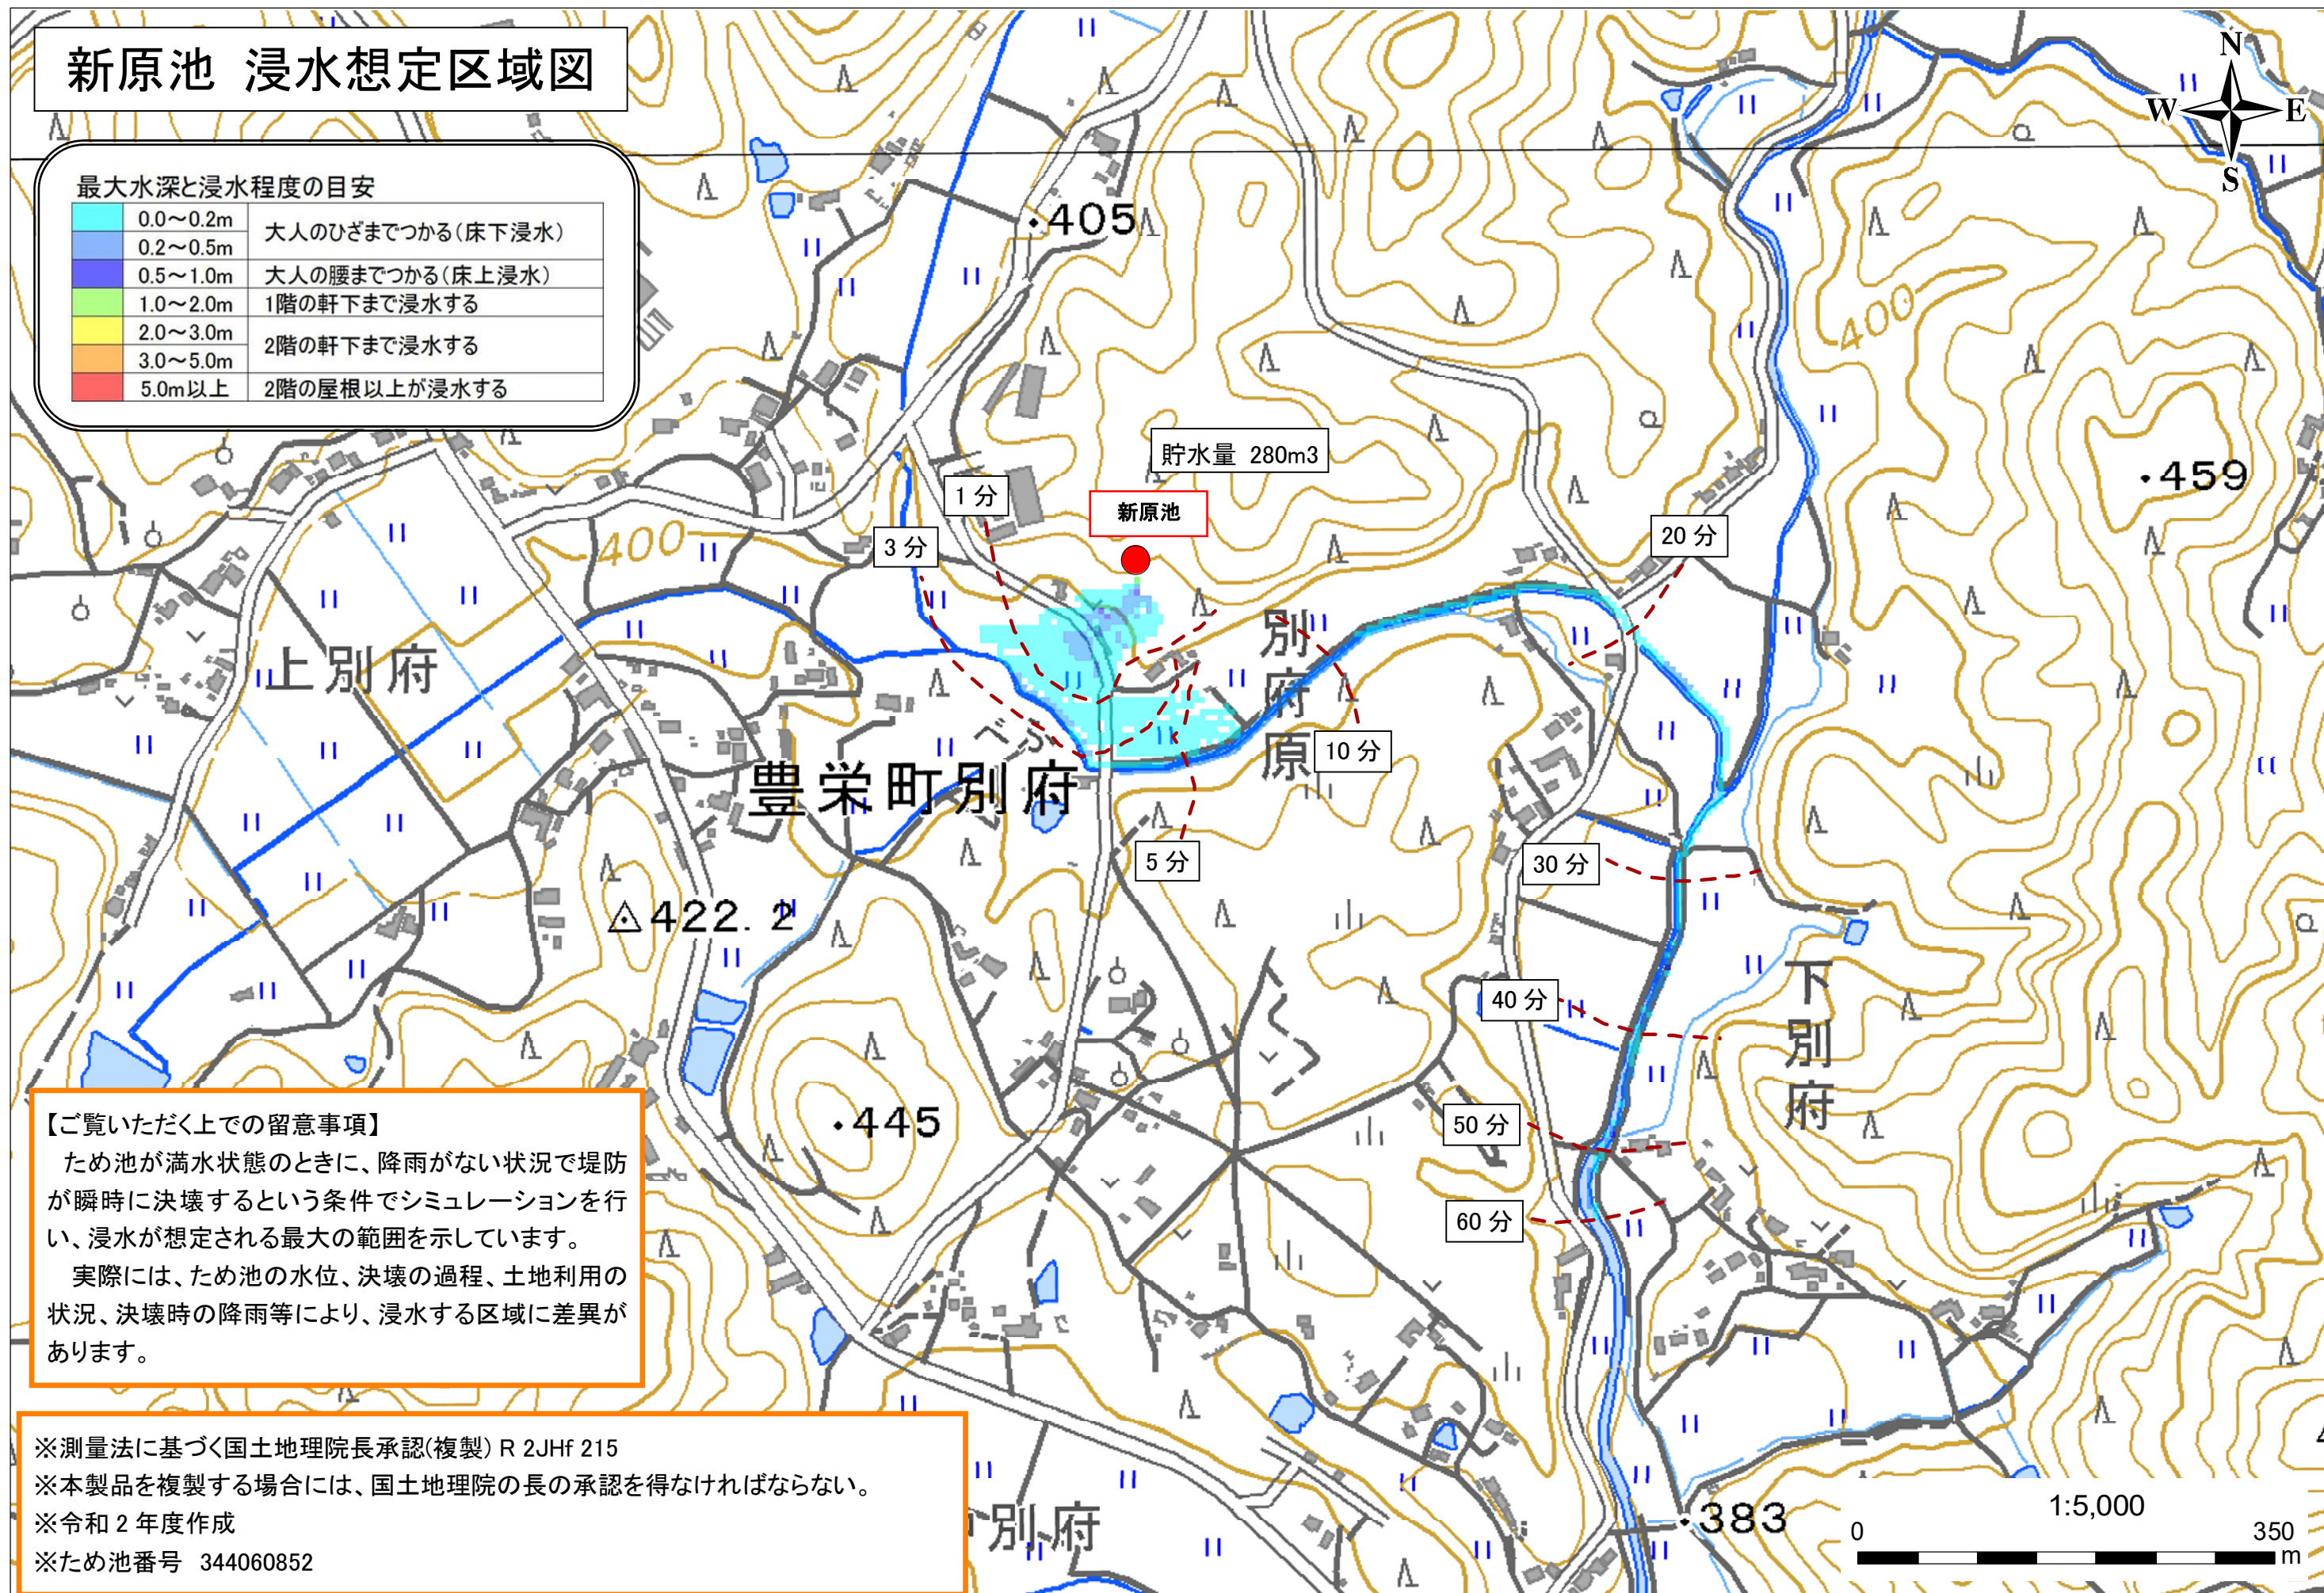 新原池 浸水想定区域図
N
W E
S
最大水深と浸水程度の目安
0.0～0.2m
大人のひざまでつかる(床下浸水)
0.2～0.5m
0.5～1.0m 大人の腰までつかる(床上浸水)
1.0～2.0m 1階の軒下まで浸水する
2.0～3.0m
2階の軒下まで浸水する
3.0～5.0m
5.0m以上 2階の屋根以上が浸水する
405
400
貯水量 280m3
459
1 分
新原池
3 分
20 分
400
別府原
上別府
べふ
10 分
豊栄町別府
5 分
30 分
422.2
40 分
下別府
445
50 分
60 分
【ご覧いただく上での留意事項】
ため池が満水状態のときに、降雨がない状況で堤防
が瞬時に決壊するという条件でシミュレーションを行
い、浸水が想定される最大の範囲を示しています。
実際には、ため池の水位、決壊の過程、土地利用の
状況、決壊時の降雨等により、浸水する区域に差異が
あります。
※測量法に基づく国土地理院長承認(複製) R 2JHf 215
※本製品を複製する場合には、国土地理院の長の承認を得なければならない。
※令和 2 年度作成
※ため池番号 344060852
別府
383
1:5,000
0 350
m